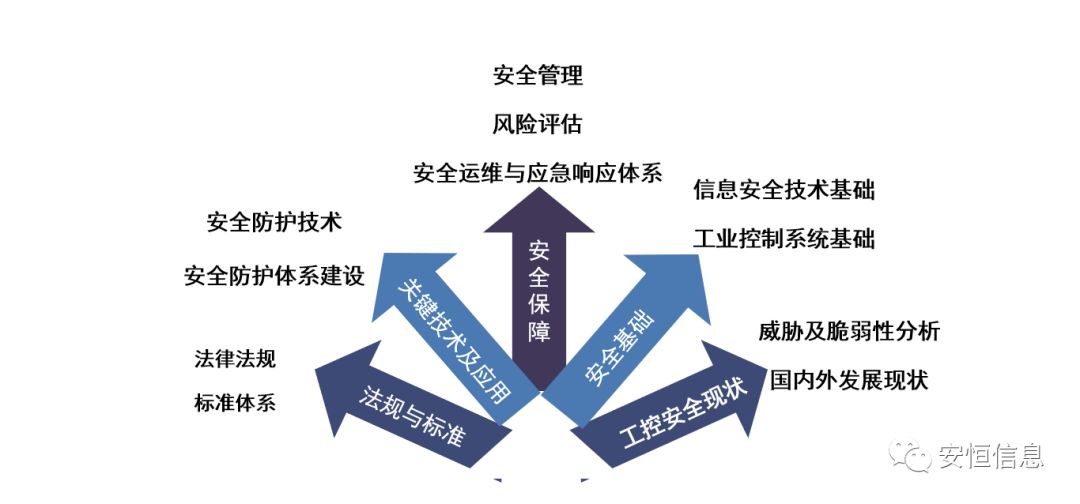 安全管理
风险评估
安全运维与应急响应体系
信息安全技术基础
工业控制系统基础
安全防护技术
安全防护体系建设
安全保障
关键技术及应用
安全基础
威胁及脆弱性分析
国内外发展现状
法律法规
标准体系
法规与标准
工控安全现状
安恒信息